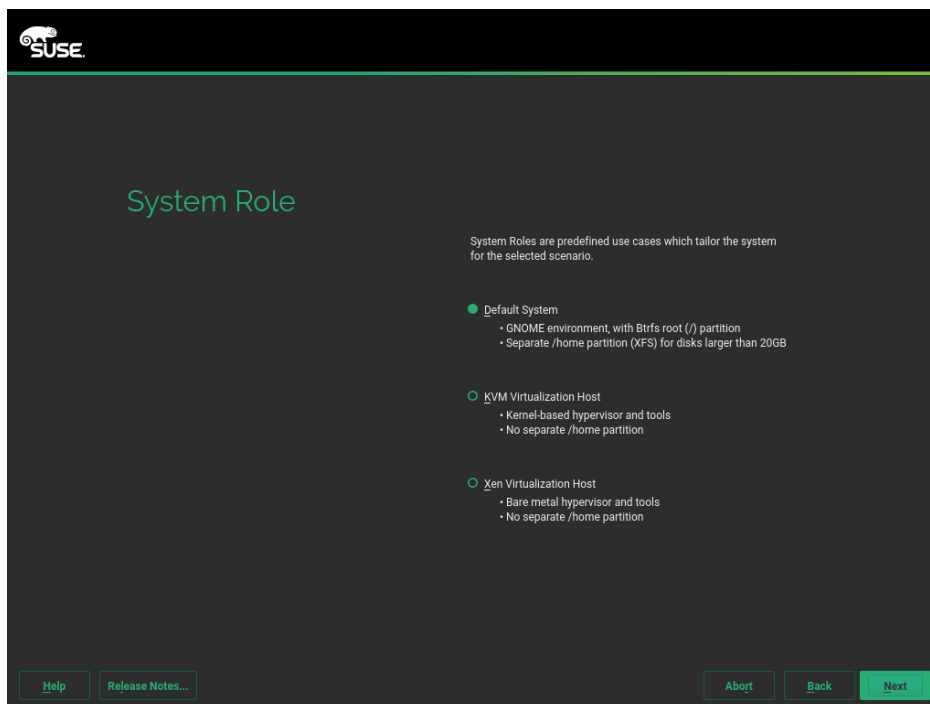 SUSE.
System Role
System Roles are predefined use cases which tailor the system
for the selected scenario.
Default System
• GNOME environment, with Btrfs root (/) partition
• Separate /home partition (XFS) for disks larger than 20GB
KVM Virtualization Host
• Kernel-based hypervisor and tools
• No separate /home partition
Xen Virtualization Host
• Bare metal hypervisor and tools
• No separate /home partition
Help Release Notes... Abort Back Next